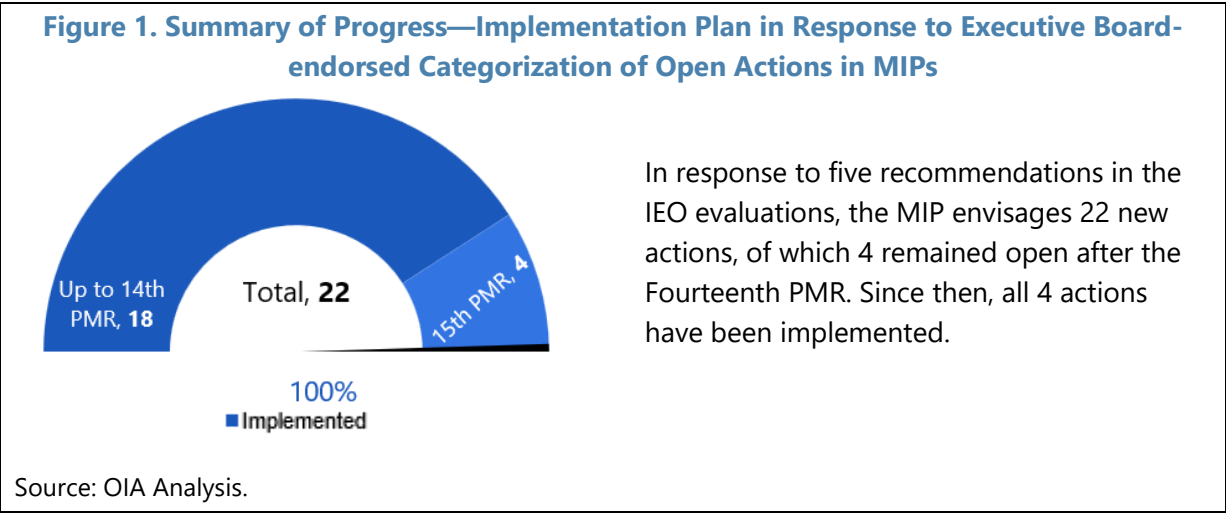 Figure 1. Summary of Progress—Implementation Plan in Response to Executive Board-
endorsed Categorization of Open Actions in MIPs
Up to 14th
PMR, 18
Total, 22
15th PMR, 4
100%
Implemented
In response to five recommendations in the
IEO evaluations, the MIP envisages 22 new
actions, of which 4 remained open after the
Fourteenth PMR. Since then, all 4 actions
have been implemented.
Source: OIA Analysis.